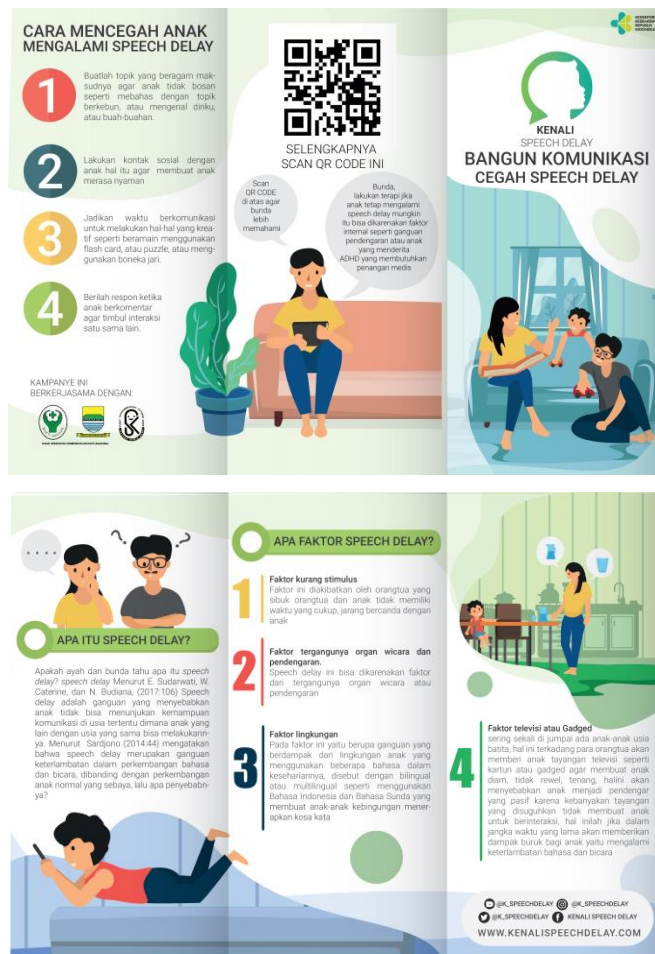 CARA MENCEGAH ANAK
MENGALAMI SPEECH DELAY
1
Buatlah topik yang beragam mak-
sudnya agar anak tidak bosan
seperti mebahas dengan topik
berkebun, atau mengenal dinku,
atau buah-buahan.
2
Lakukan kontak sosial dengan
anak hal itu agar membuat anak
merasa nyaman
3
Jadikan waktu berkomunikasi
untuk melakukan hal-hal yang krea-
tif seperti beramain menggunakan
flash card, atau puzzle, atau meng-
gunakan boneka jari.
4
Berilah respon ketika
anak berkomentar
agar timbul interaksi
satu sama lain.
KAMPANYE INI
BERKERJASAMA DENGAN:
SELENGKAPNYA
SCAN QR CODE INI
Scan
QR CODE
di atas agar
bunda
lebih
memahami
Bunda,
lakukan terapi jika
anak tetap mengalami
speech delay mungkin
itu bisa dikarenakan faktor
internal seperti ganguan
pendengaran atau anak
yang menderita
ADHD yang membutuhkan
penangan medis
KEMENTERIAN
KESEHATAN
REPUBLIK
INDONESIA
KENALI
SPEECH DELAY
BANGUN KOMUNIKASI
CEGAH SPEECH DELAY
....
? ?
APA ITU SPEECH DELAY?
Apakah ayah dan bunda tahu apa itu speech
delay? speech delay Menurut E. Sudarwati, W.
Caterine, dan N. Budiana, (2017:106) Speech
delay adalah ganguan yang menyebabkan
anak tidak bisa menunjukan kemampuan
komunikasi di usia tertentu dimana anak yang
lain dengan usia yang sama bisa melakukann-
ya. Menurut Sardjono (2014:44) mengatakan
bahwa speech delay merupakan ganguan
keterlambatan dalam perkembangan bahasa
dan bicara, dibanding dengan perkembangan
anak normal yang sebaya, lalu apa penyebabn-
ya?
APA FAKTOR SPEECH DELAY?
1
Faktor kurang stimulus
Faktor ini diakibatkan oleh orangtua yang
sibuk orangtua dan anak tidak memiliki
waktu yang cukup, jarang bercanda dengan
anak
2
Faktor tergangunya organ wicara dan
pendengaran.
Speech delay ini bisa dikarenakan faktor
dari tergangunya organ wicara atau
pendengaran
3
Faktor lingkungan
Pada faktor ini yaitu berupa ganguan yang
berdampak dari lingkungan anak yang
menggunakan beberapa bahasa dalam
kesehariannya, disebut dengan bilingual
atau multilingual seperti menggunakan
Bahasa Indonesia dan Bahasa Sunda yang
membuat anak-anak kebingungan mener-
apkan kosa kata
4
Faktor televisi atau Gadged
sering sekali di jumpai ada anak-anak usia
batita, hal ini terkadang para orangtua akan
memberi anak tayangan televisi seperti
kartun atau gadged agar membuat anak
diam, tidak rewel, tenang, halini akan
menyebabkan anak menjadi pendengar
yang pasif karena kebanyakan tayangan
yang disuguhkan tidak membuat anak
untuk berinteraksi, hal inilah jika dalam
jangka waktu yang lama akan memberikan
dampak buruk bagi anak yaitu mengalami
keterlambatan bahasa dan bicara
@K_SPEECHDELAY @K_SPEECHDELAY
@K_SPEECHDELAY KENALI SPEECH DELAY
WWW.KENALISPEECHDELAY.COM